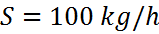 S = 100 kg/h